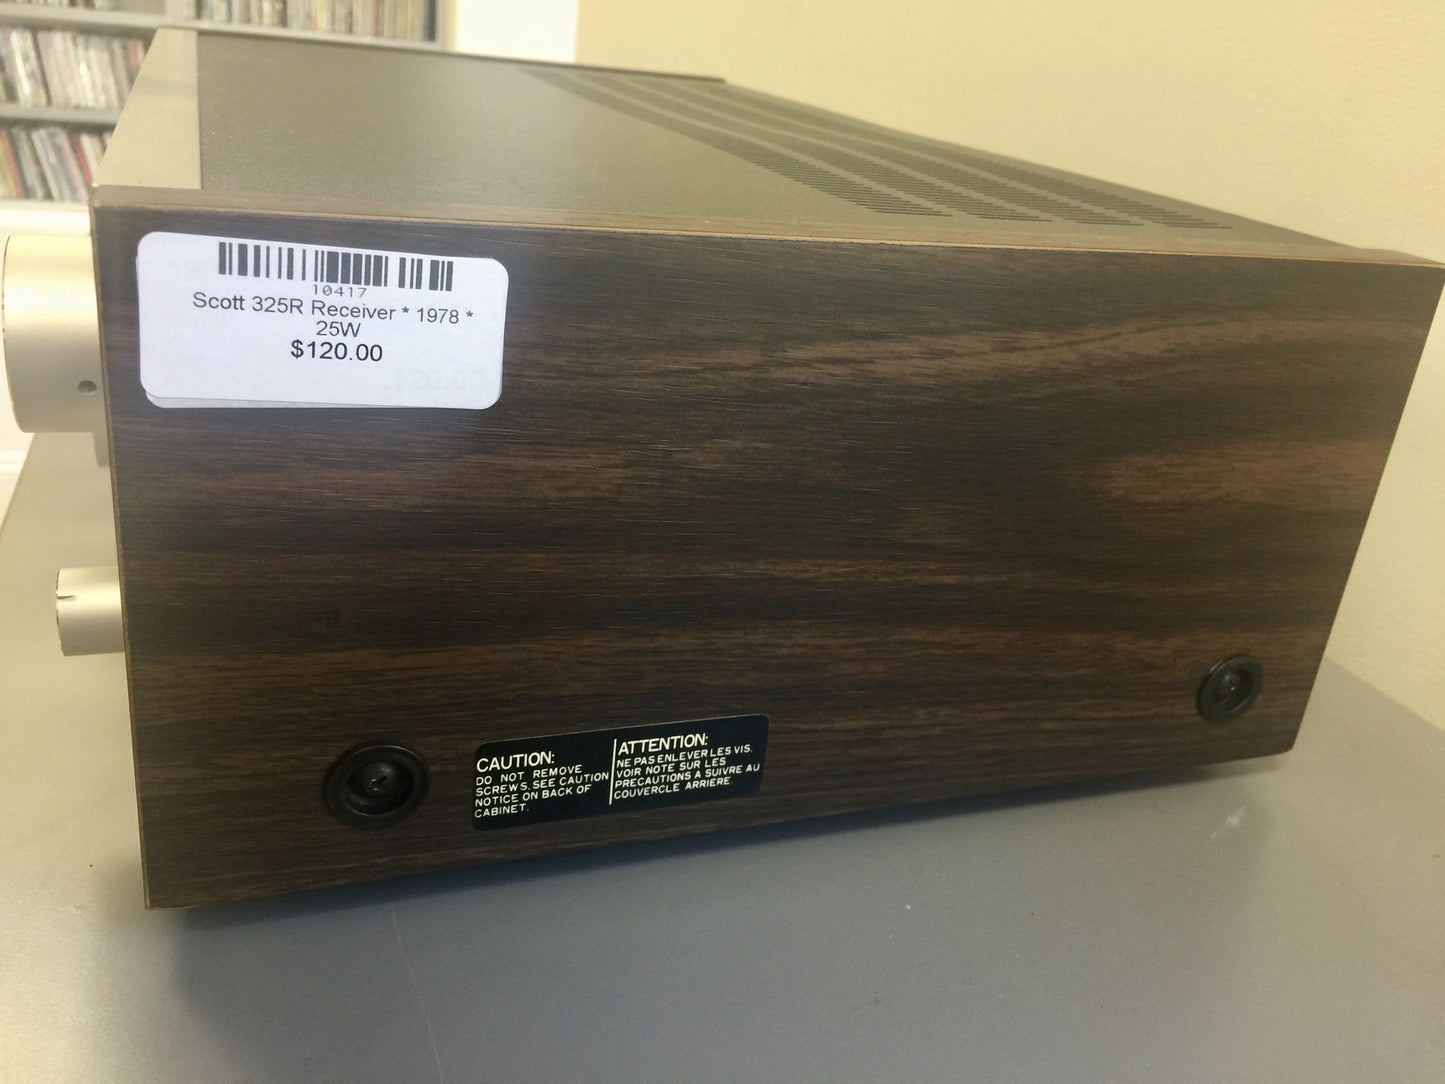 10417
Scott 325R Receiver * 1978 *
25W
$120.00
CAUTION:
DO NOT REMOVE
SCREWS. SEE CAUTION
NOTICE ON BACK OF
CABINET.
ATTENTION:
NE PAS ENLEVER LES VIS.
VOIR NOTE SUR LES
PRECAUTIONS A SUIVRE AU
COUVERCLE ARRIERE.